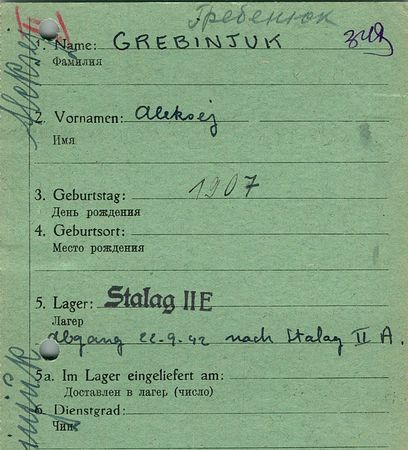 Гребенюк
1. Name: GREBINJUK
Фамилия
2. Vornamen: Aleksej
Имя
3. Geburtstag: 1907
День рождения
4. Geburtsort:
Место рождения
5. Lager: Stalag II E
Лагерь
Abgang 22-9-42 nach Stalag II A.
5a. Im Lager eingeliefert am:
Доставлен в лагер (число)
6. Dienstgrad:
Чин